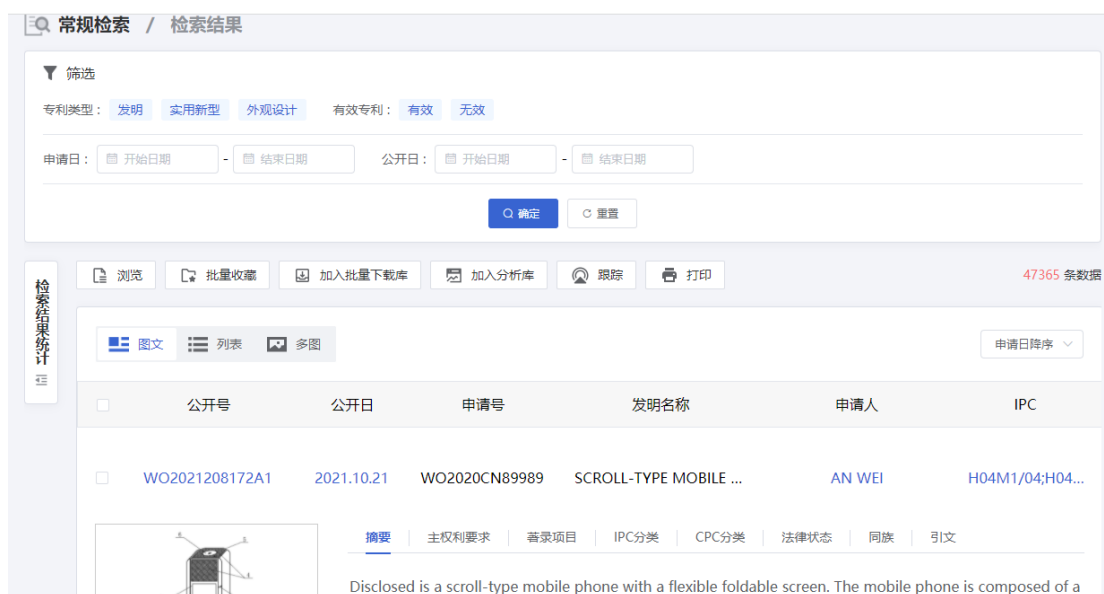 常规检索 / 检索结果
筛选
专利类型： 发明 实用新型 外观设计 有效专利： 有效 无效
申请日： 开始日期 - 结束日期 公开日： 开始日期 - 结束日期
确定 重置
浏览 批量收藏 加入批量下载库 加入分析库 跟踪 打印 47365 条数据
检索结果统计
图文 列表 多图 申请日降序
公开号 公开日 申请号 发明名称 申请人 IPC
WO2021208172A1 2021.10.21 WO2020CN89989 SCROLL-TYPE MOBILE ... AN WEI H04M1/04;H04...
摘要 主权利要求 著录项目 IPC分类 CPC分类 法律状态 同族 引文
Disclosed is a scroll-type mobile phone with a flexible foldable screen. The mobile phone is composed of a